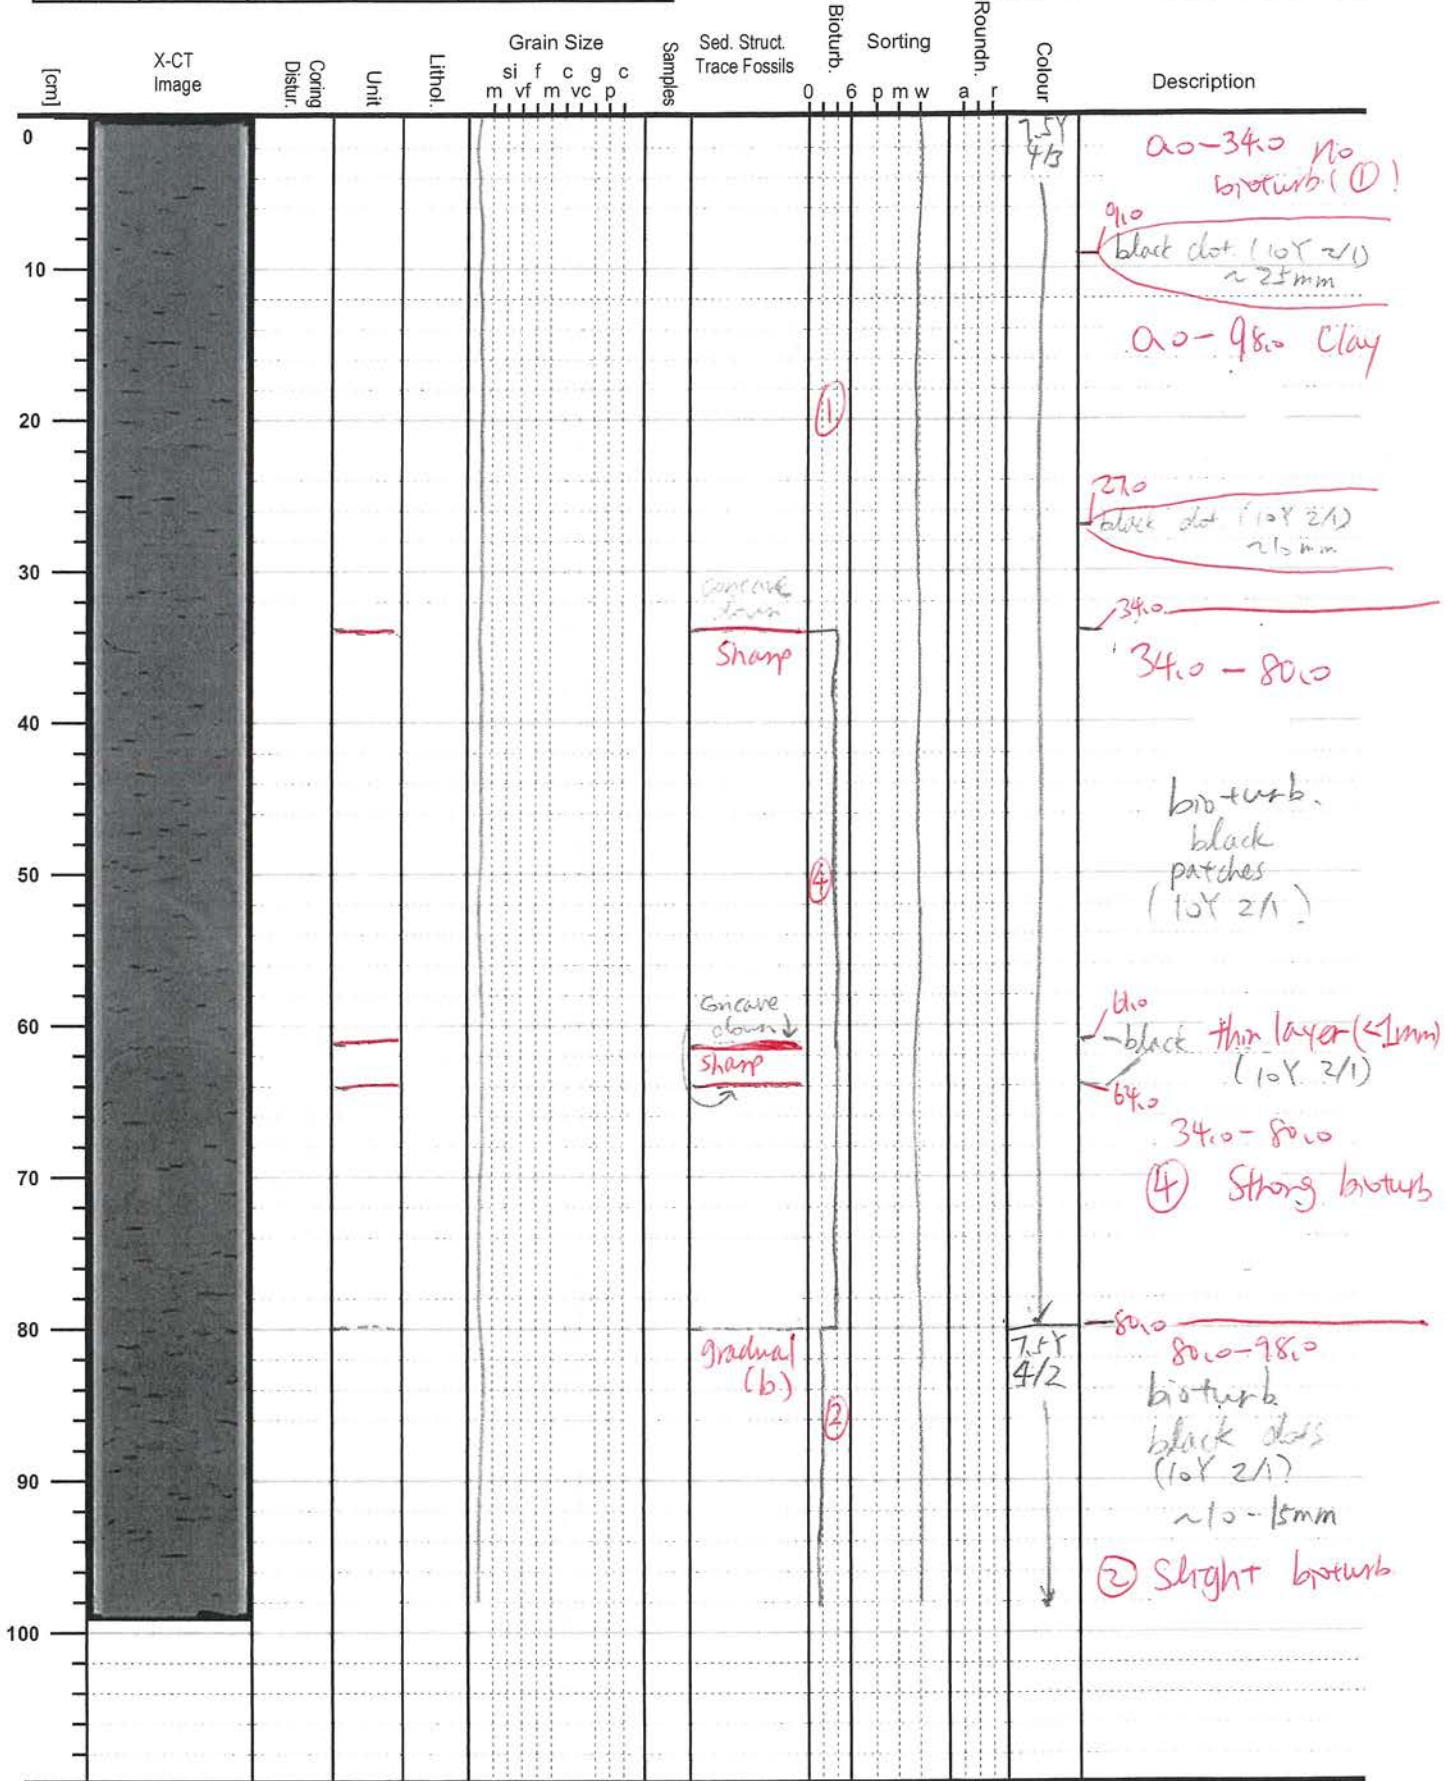 [cm]
X-CT
Image
Coring
Distur.
Unit
Lithol.
Grain Size
si f c g c
m vf m vc p
Samples
Sed. Struct.
Trace Fossils
Bioturb.
0 6
Sorting
p m w
Roundn.
a r
Colour
Description
0
10
20
30
40
50
60
70
80
90
100
7.5Y
4/3
0.0-34.0 no
bioturb (①)
9.0
black dot. (10Y 2/1)
~25mm
0.0-98.0 Clay
①
27.0
black dot (10Y 2/1)
~10mm
concave
down
Sharp
34.0
34.0-80.0
bioturb.
black
patches
(10Y 2/1)
④
Concave
down
sharp
61.0
black thin layer (<1mm)
(10Y 2/1)
64.0
34.0-80.0
④ Strong bioturb
80.0
gradual
(b.)
7.5Y
4/2
80.0-98.0
bioturb.
black dots
(10Y 2/1)
~10-15mm
②
② Slight bioturb